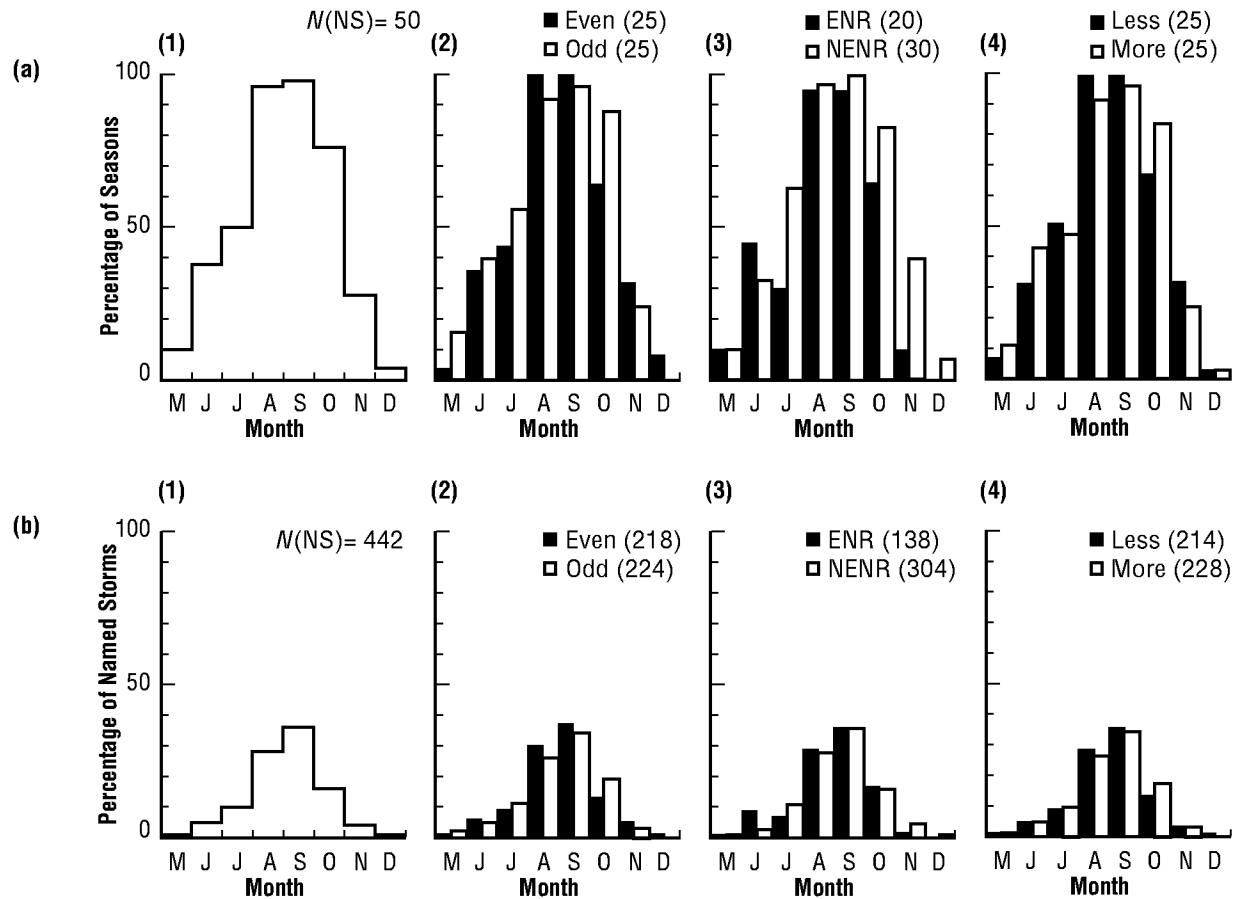 (a)
Percentage of Seasons
100
50
0
(1)
N(NS)= 50
M J J A S O N D
Month
(2)
Even (25)
Odd (25)
M J J A S O N D
Month
(3)
ENR (20)
NENR (30)
M J J A S O N D
Month
(4)
Less (25)
More (25)
M J J A S O N D
Month
(b)
Percentage of Named Storms
100
50
0
(1)
N(NS)= 442
M J J A S O N D
Month
(2)
Even (218)
Odd (224)
M J J A S O N D
Month
(3)
ENR (138)
NENR (304)
M J J A S O N D
Month
(4)
Less (214)
More (228)
M J J A S O N D
Month